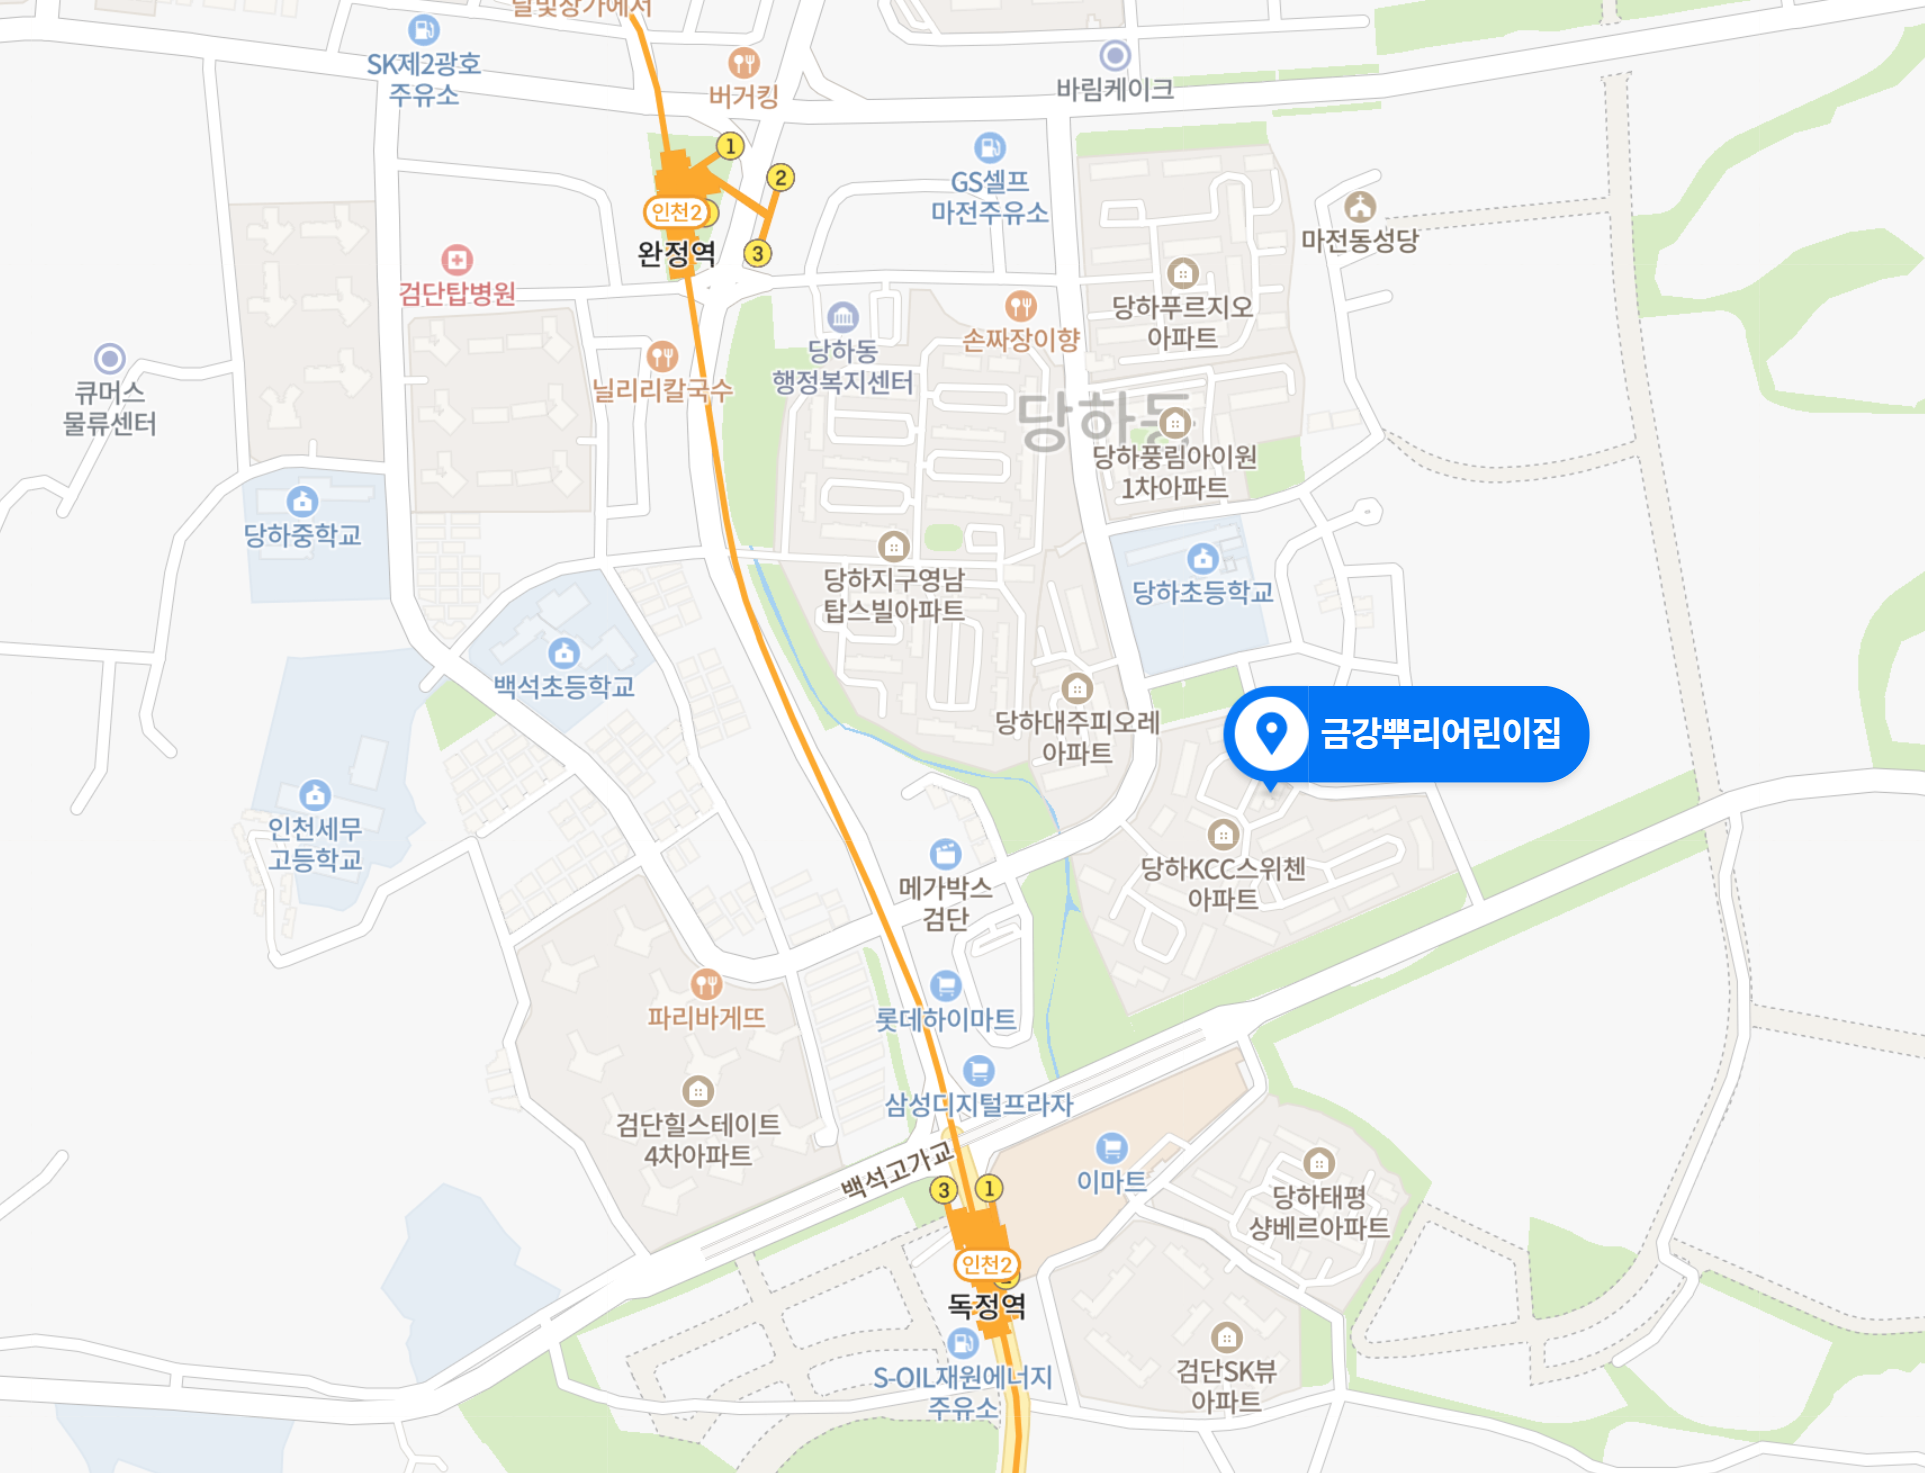 달빛장가에서
SK제2광호
주유소
버거킹
바림케이크
1
2
3
인천2
완정역
GS셀프
마전주유소
마전동성당
검단탑병원
당하푸르지오
아파트
손짜장이향
당하동
행정복지센터
닐리리칼국수
큐머스
물류센터
당하동
당하풍림아이원
1차아파트
당하중학교
당하지구영남
탑스빌아파트
당하초등학교
백석초등학교
당하대주피오레
아파트
금강뿌리어린이집
인천세무
고등학교
당하KCC스위첸
아파트
메가박스
검단
파리바게뜨
롯데하이마트
삼성디지털프라자
검단힐스테이트
4차아파트
백석고가교
이마트
3
1
당하태평
샹베르아파트
인천2
독정역
S-OIL재원에너지
주유소
검단SK뷰
아파트